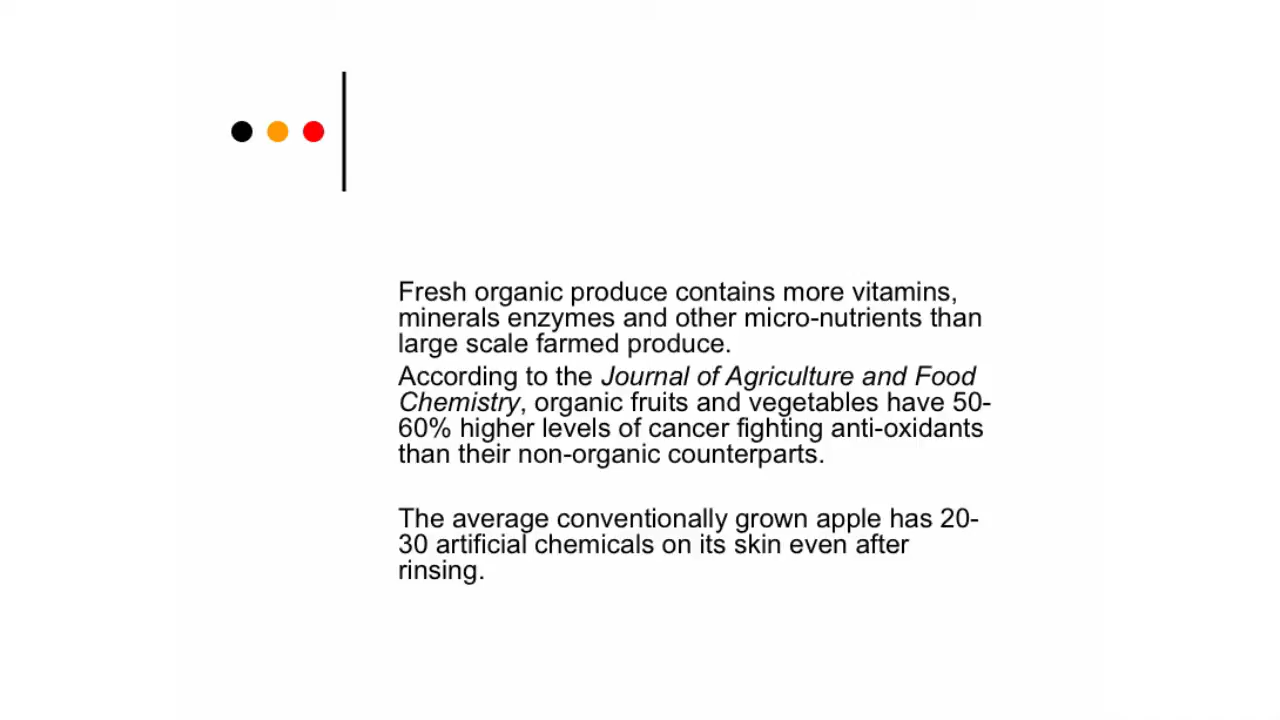 Fresh organic produce contains more vitamins,
minerals enzymes and other micro-nutrients than
large scale farmed produce.
According to the Journal of Agriculture and Food
Chemistry, organic fruits and vegetables have 50-
60% higher levels of cancer fighting anti-oxidants
than their non-organic counterparts.
The average conventionally grown apple has 20-
30 artificial chemicals on its skin even after
rinsing.